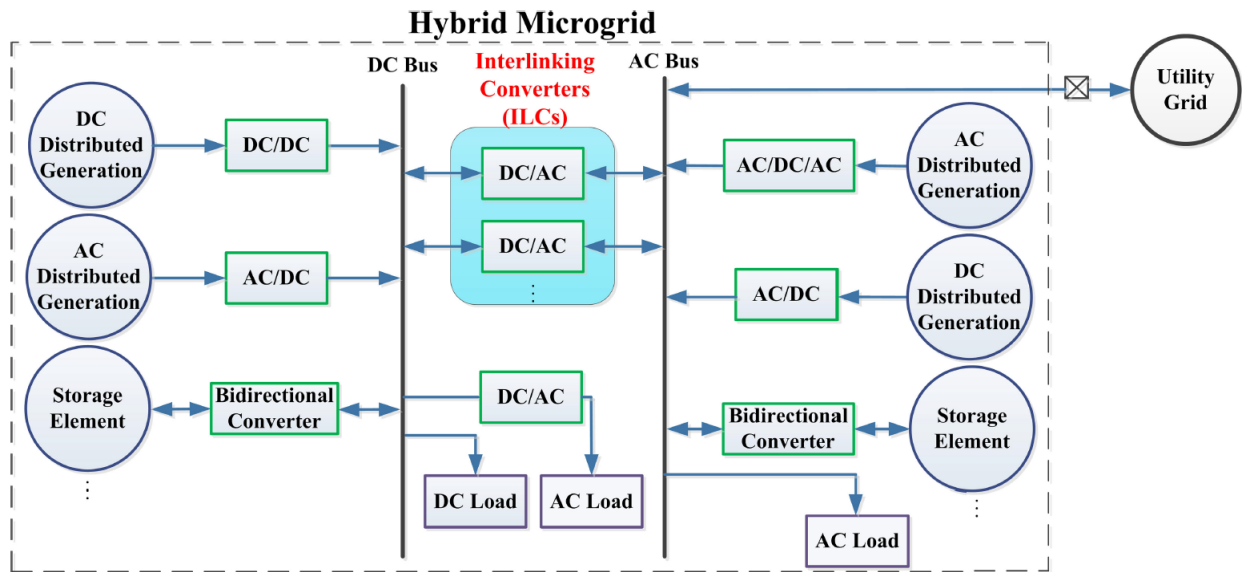 Hybrid Microgrid
DC Bus
Interlinking
Converters
(ILCs)
AC Bus
Utility
Grid
DC
Distributed
Generation
DC/DC
DC/AC
AC/DC/AC
AC
Distributed
Generation
AC
Distributed
Generation
AC/DC
DC/AC
⋮
AC/DC
DC
Distributed
Generation
Storage
Element
Bidirectional
Converter
DC/AC
Bidirectional
Converter
Storage
Element
⋮
DC Load
AC Load
AC Load
⋮